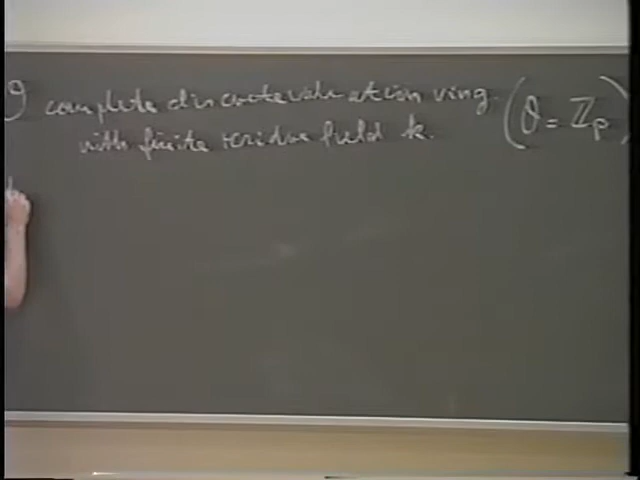 O complete discrete valuation ring
with finite residue field k.
(O = ℤ_p)